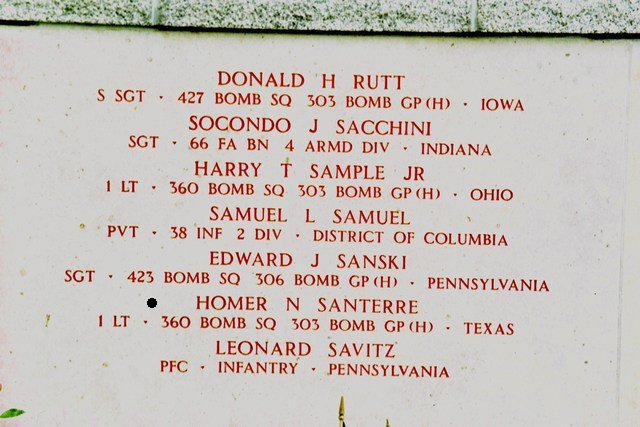 DONALD H RUTT
S SGT · 427 BOMB SQ 303 BOMB GP (H) · IOWA
SOCONDO J SACCHINI
SGT · 66 FA BN 4 ARMD DIV · INDIANA
HARRY T SAMPLE JR
1 LT · 360 BOMB SQ 303 BOMB GP (H) · OHIO
SAMUEL L SAMUEL
PVT · 38 INF 2 DIV · DISTRICT OF COLUMBIA
EDWARD J SANSKI
SGT · 423 BOMB SQ 306 BOMB GP (H) · PENNSYLVANIA
HOMER N SANTERRE
1 LT · 360 BOMB SQ 303 BOMB GP (H) · TEXAS
LEONARD SAVITZ
PFC · INFANTRY · PENNSYLVANIA